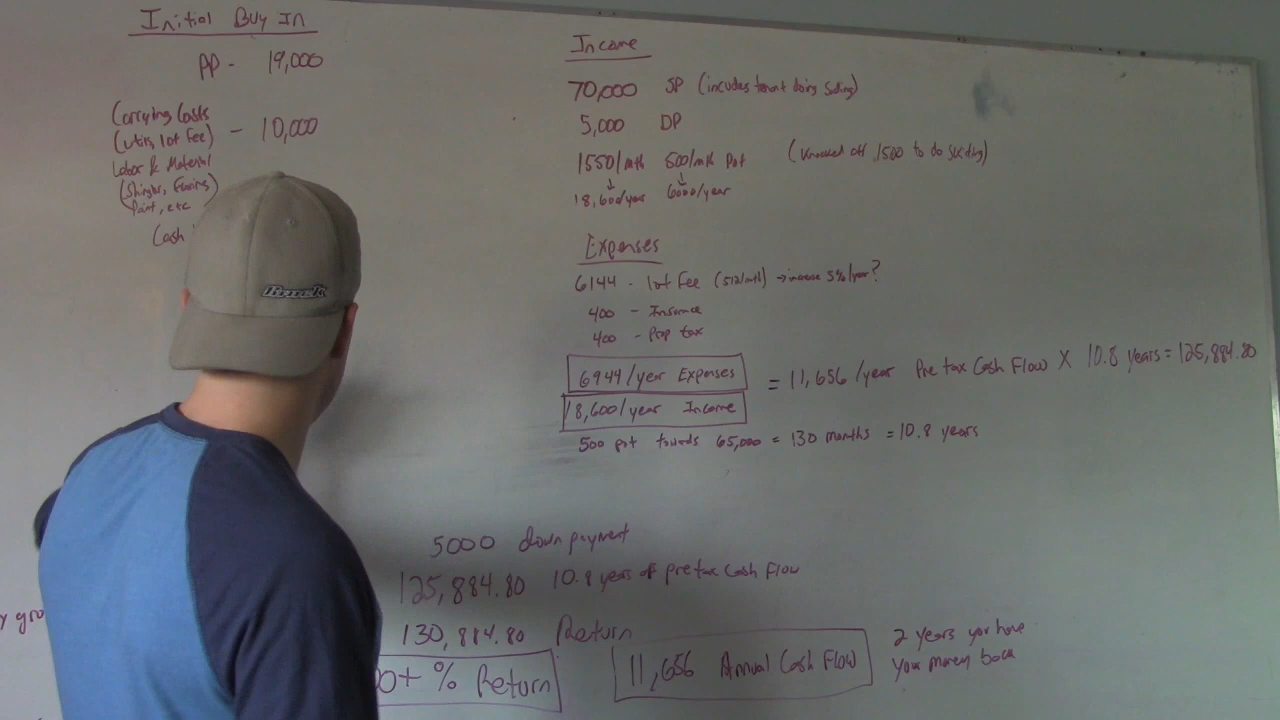 Initial Buy In
PP - 19,000
Carrying Costs
(utils, lot fee) - 10,000
Labor & Material
(Shingles,
Paint, etc
Cash
Income
70,000 SP (incudes tenant doing Siding)
5,000 DP
1550/mth 500/mth Pot (knocked off 1500 to do siding)
18,600/year 6000/year
Expenses
6144 - lot Fee (512/mth) → increase 5%/year?
400 - Insurance
400 - Prop tax
6944/year Expenses = 11,656 /year Pre tax Cash Flow X 10.8 years = 125,884.80
18,600/year Income
500 pot towards 65,000 = 130 months = 10.8 years
5000 down payment
125,884.80 10.8 years of pretax Cash Flow
130,884.80 Return
0+ % Return
11,656 Annual Cash Flow
2 years you have
your money back